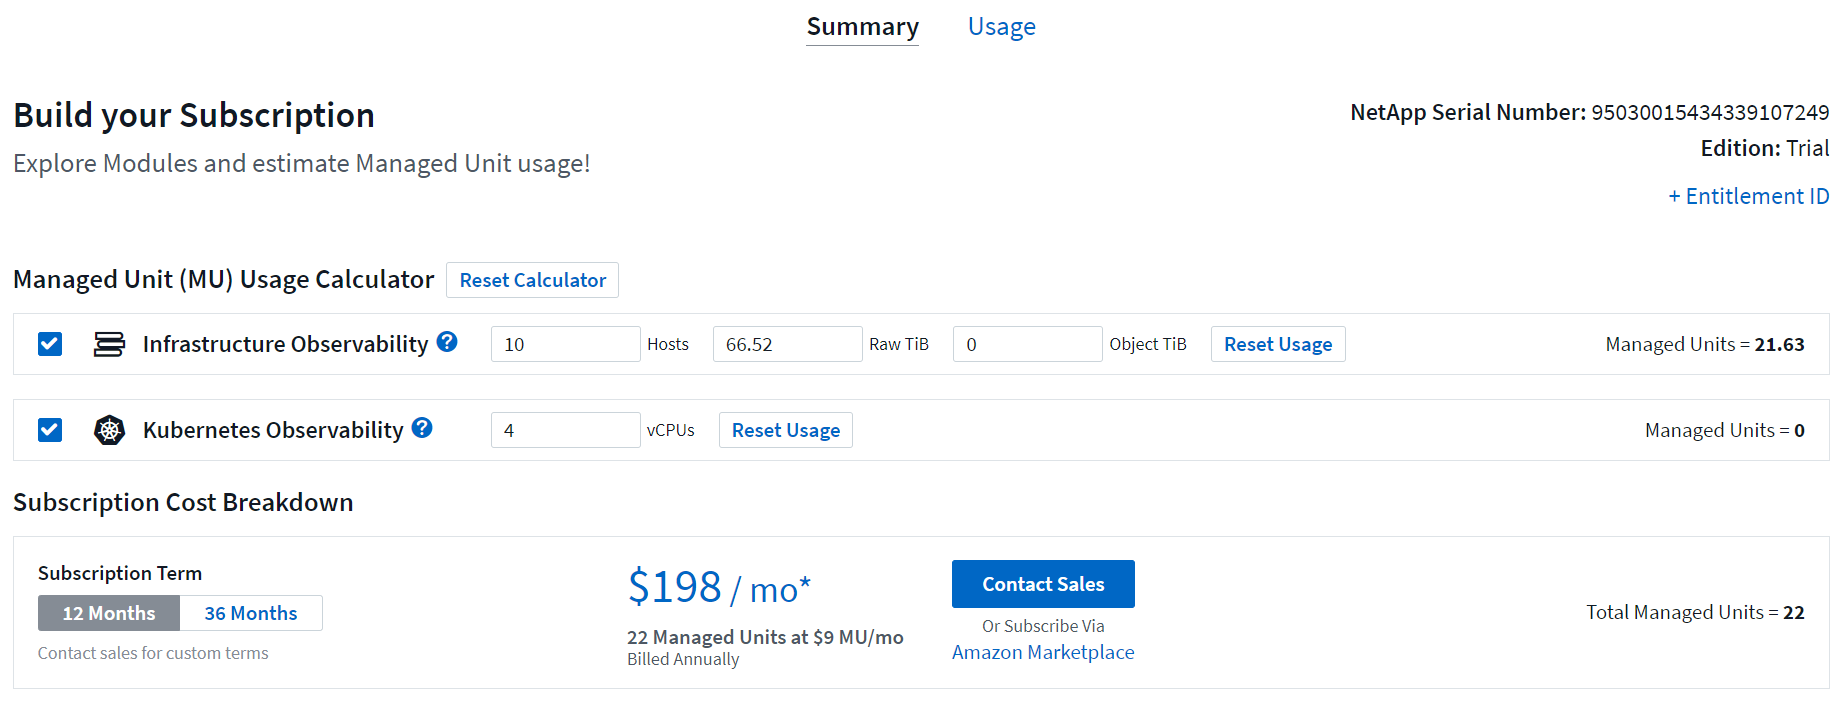 Summary Usage
Build your Subscription
Explore Modules and estimate Managed Unit usage!
NetApp Serial Number: 95030015434339107249
Edition: Trial
+ Entitlement ID
Managed Unit (MU) Usage Calculator Reset Calculator
Infrastructure Observability ? 10 Hosts 66.52 Raw TiB 0 Object TiB Reset Usage Managed Units = 21.63
Kubernetes Observability ? 4 vCPUs Reset Usage Managed Units = 0
Subscription Cost Breakdown
Subscription Term
12 Months 36 Months
Contact sales for custom terms
$198 / mo*
22 Managed Units at $9 MU/mo
Billed Annually
Contact Sales
Or Subscribe Via
Amazon Marketplace
Total Managed Units = 22